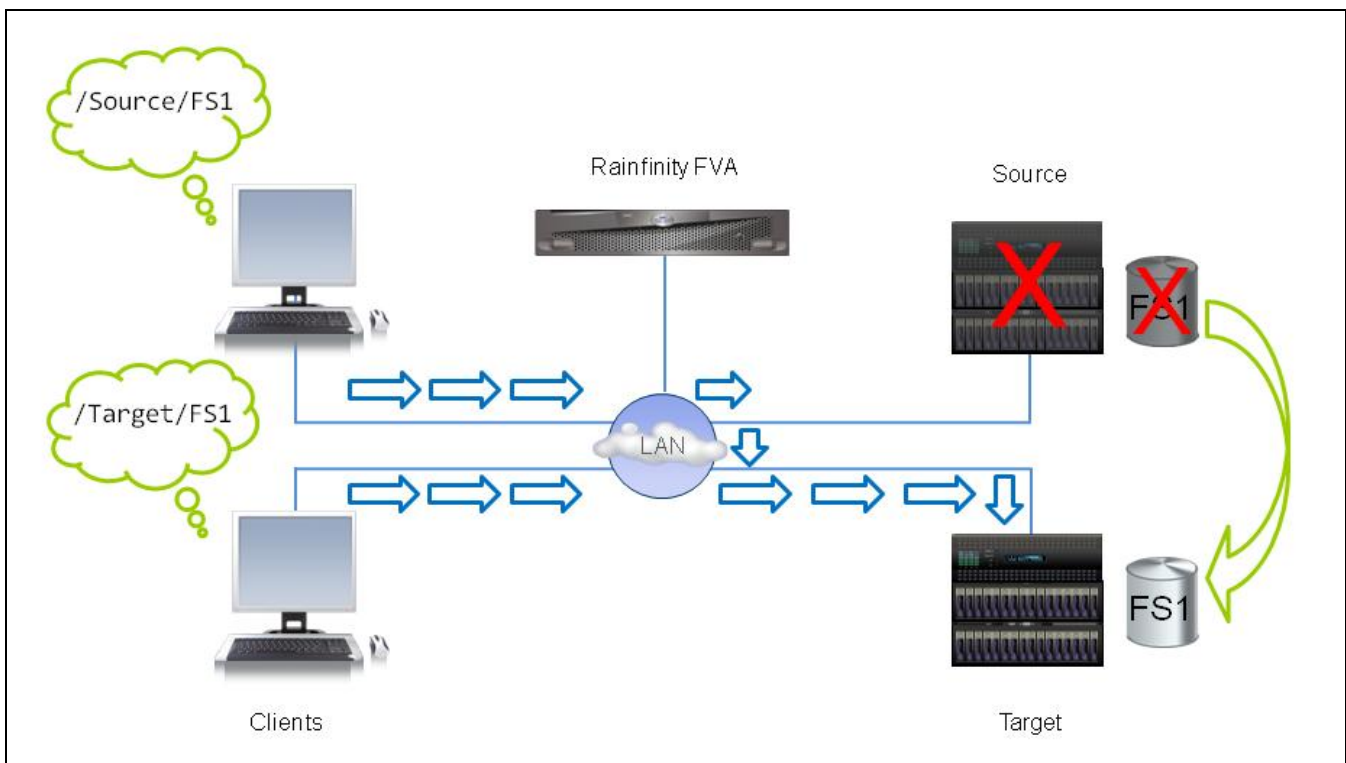 /Source/FS1
Rainfinity FVA
Source
X
FS1
X
/Target/FS1
LAN
FS1
Clients
Target